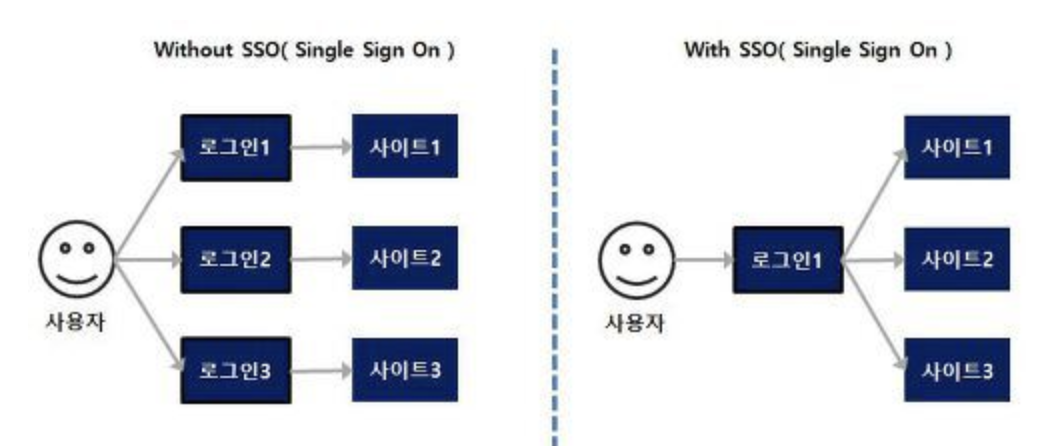 Without SSO( Single Sign On )
로그인1
사이트1
로그인2
사이트2
사용자
로그인3
사이트3
With SSO( Single Sign On )
사이트1
로그인1
사이트2
사용자
사이트3